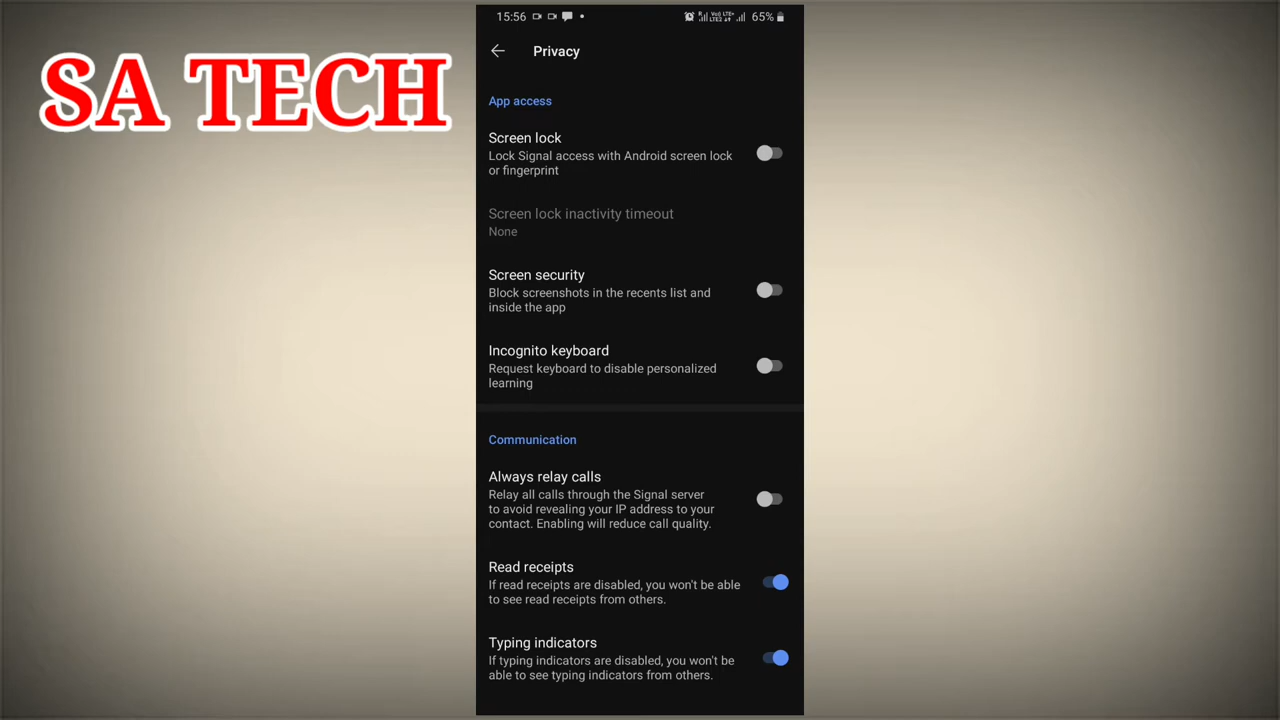 SA TECH
15:56
65%
Privacy
App access
Screen lock
Lock Signal access with Android screen lock
or fingerprint
Screen lock inactivity timeout
None
Screen security
Block screenshots in the recents list and
inside the app
Incognito keyboard
Request keyboard to disable personalized
learning
Communication
Always relay calls
Relay all calls through the Signal server
to avoid revealing your IP address to your
contact. Enabling will reduce call quality.
Read receipts
If read receipts are disabled, you won't be able
to see read receipts from others.
Typing indicators
If typing indicators are disabled, you won't be
able to see typing indicators from others.